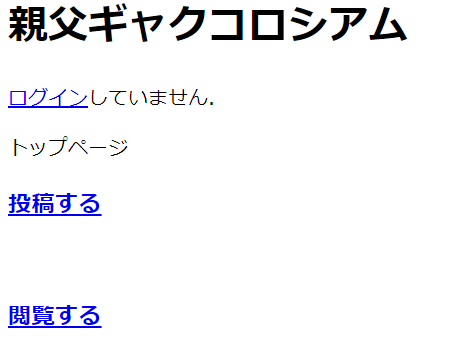 親父ギャクコロシアム
ログインしていません.
トップページ
投稿する
閲覧する